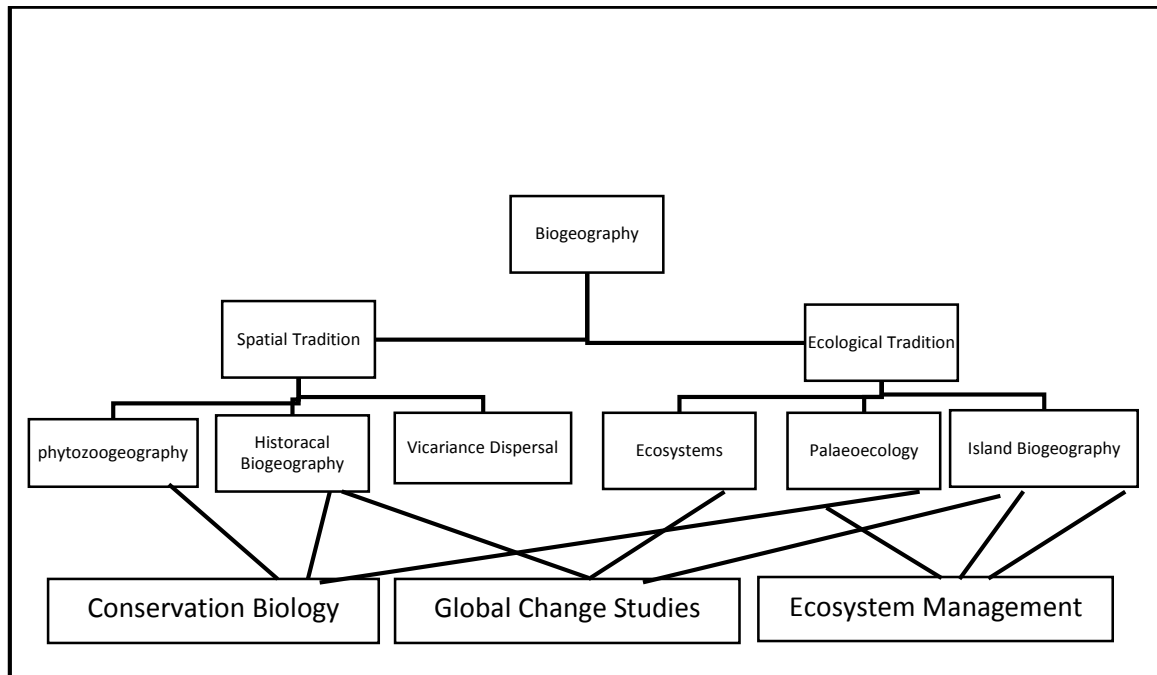 Biogeography
Spatial Tradition
Ecological Tradition
phytozoogeography
Historacal
Biogeography
Vicariance Dispersal
Ecosystems
Palaeoecology
Island Biogeography
Conservation Biology
Global Change Studies
Ecosystem Management